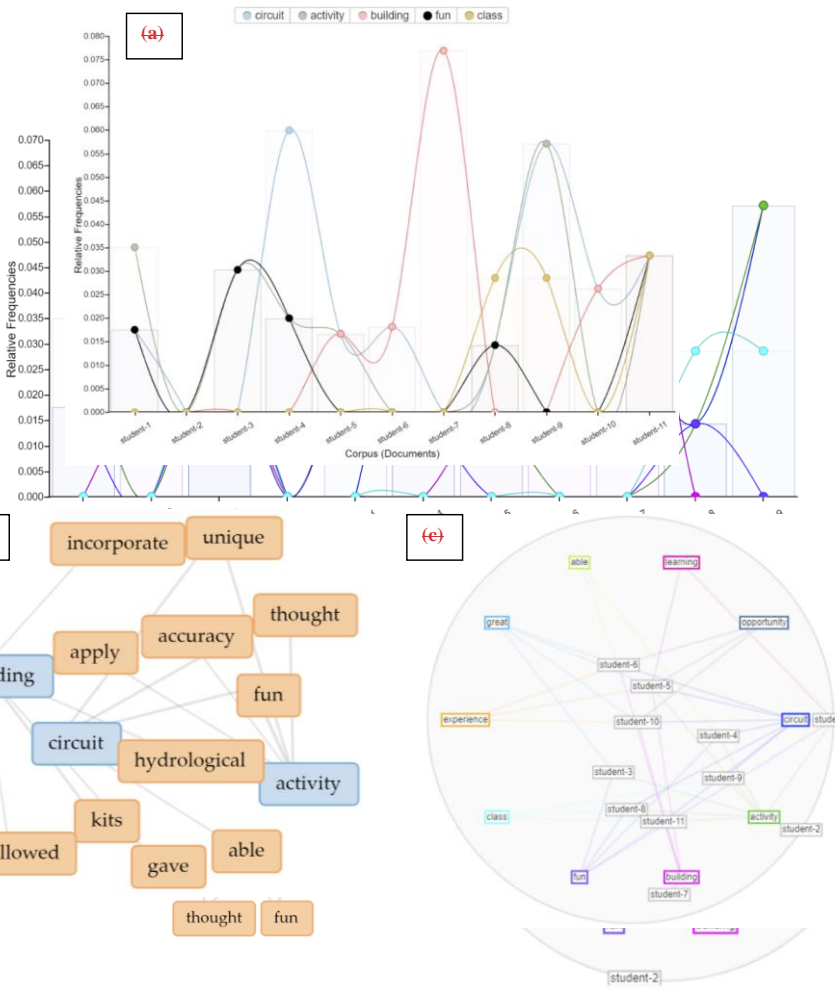 circuit activity building fun class
(a)
0.080
0.075
0.070
0.065
0.060
0.055
0.050
0.045
0.040
0.035
0.030
0.025
0.020
0.015
0.010
0.005
0.000
Relative Frequencies
student-1 student-2 student-3 student-4 student-5 student-6 student-7 student-8 student-9 student-10 student-11
Corpus (Documents)
0.070
0.065
0.060
0.055
0.050
0.045
0.040
0.035
0.030
0.025
0.020
0.015
0.010
0.005
0.000
Relative Frequencies
incorporate
unique
thought
accuracy
apply
ding
fun
circuit
hydrological
activity
kits
llowed
gave
able
thought
fun
(c)
able
learning
great
opportunity
student-6
student-5
experience
student-10
circuit
stude
student-4
student-3
student-9
student-8
class
student-11
activity
student-2
fun
building
student-7
student-2